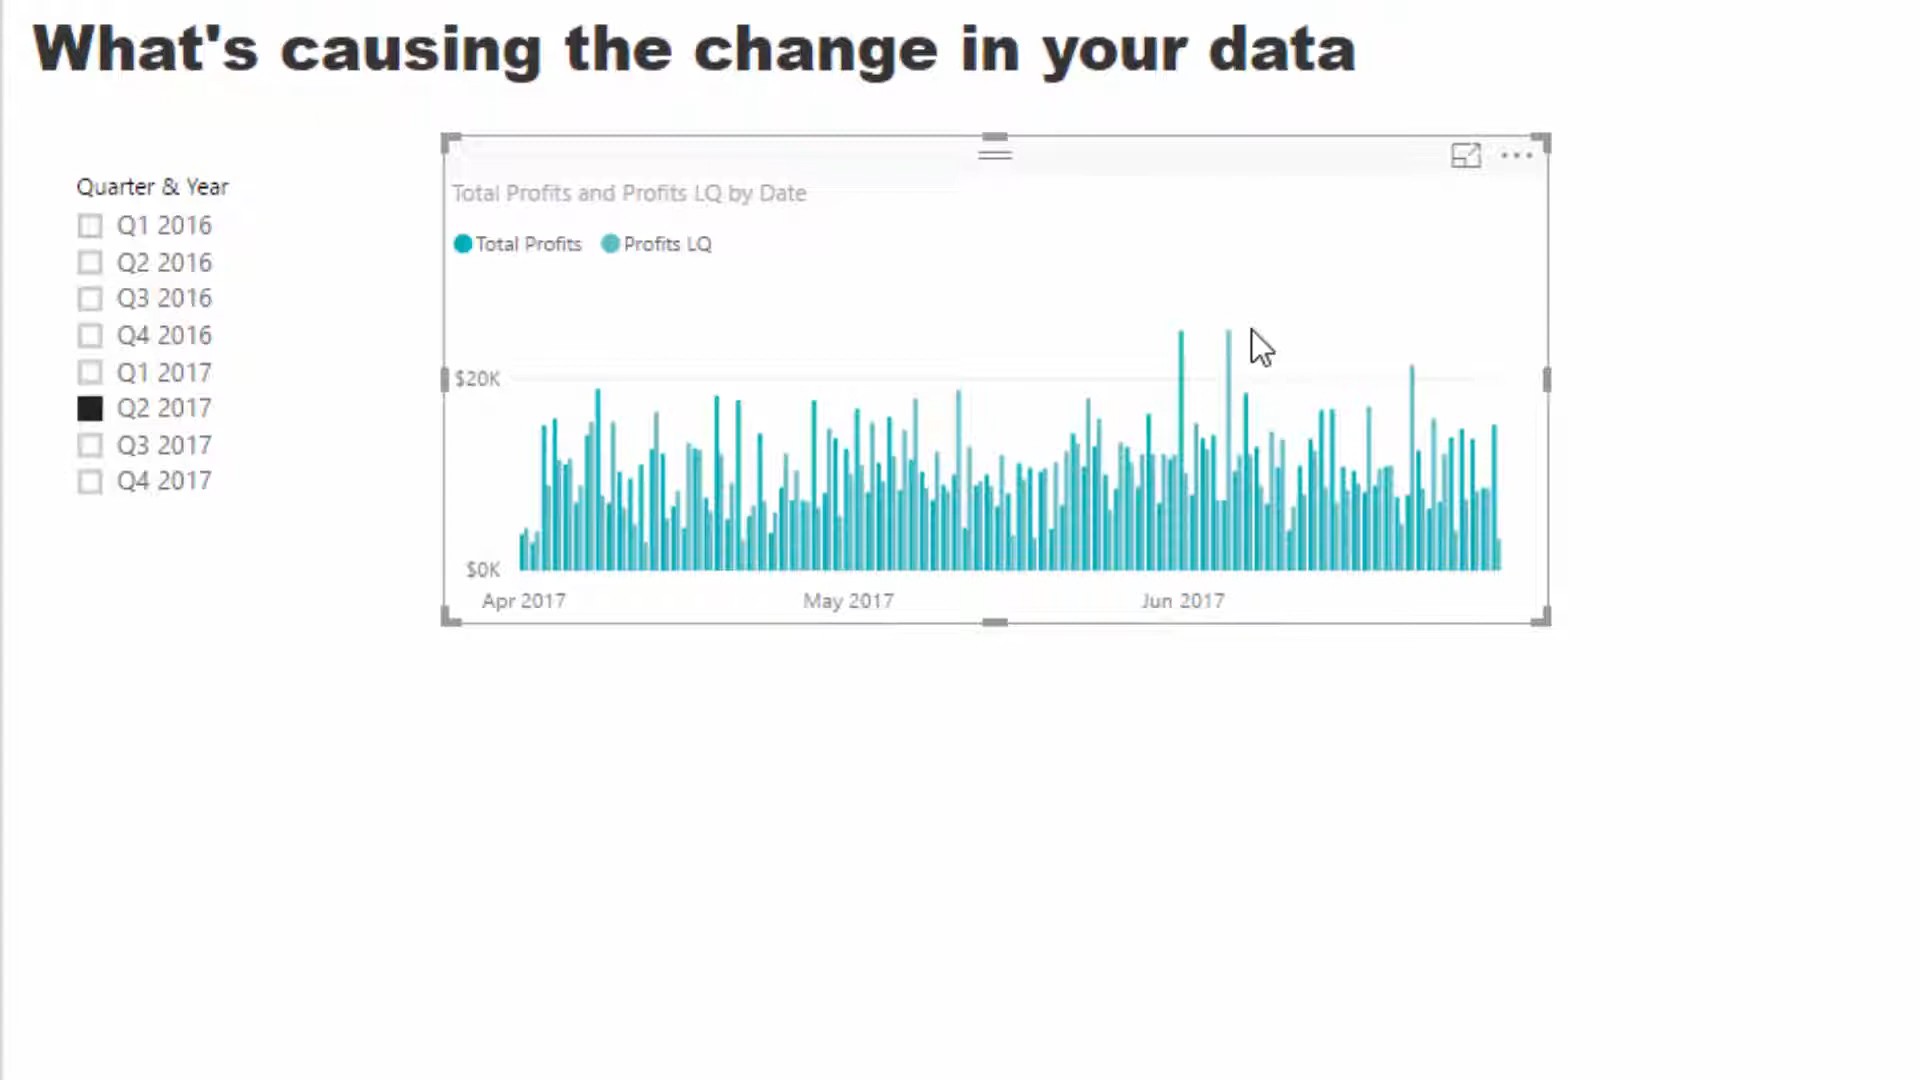 What's causing the change in your data
Quarter & Year
Q1 2016
Q2 2016
Q3 2016
Q4 2016
Q1 2017
Q2 2017
Q3 2017
Q4 2017
Total Profits and Profits LQ by Date
Total Profits Profits LQ
$20K
$0K
Apr 2017 May 2017 Jun 2017